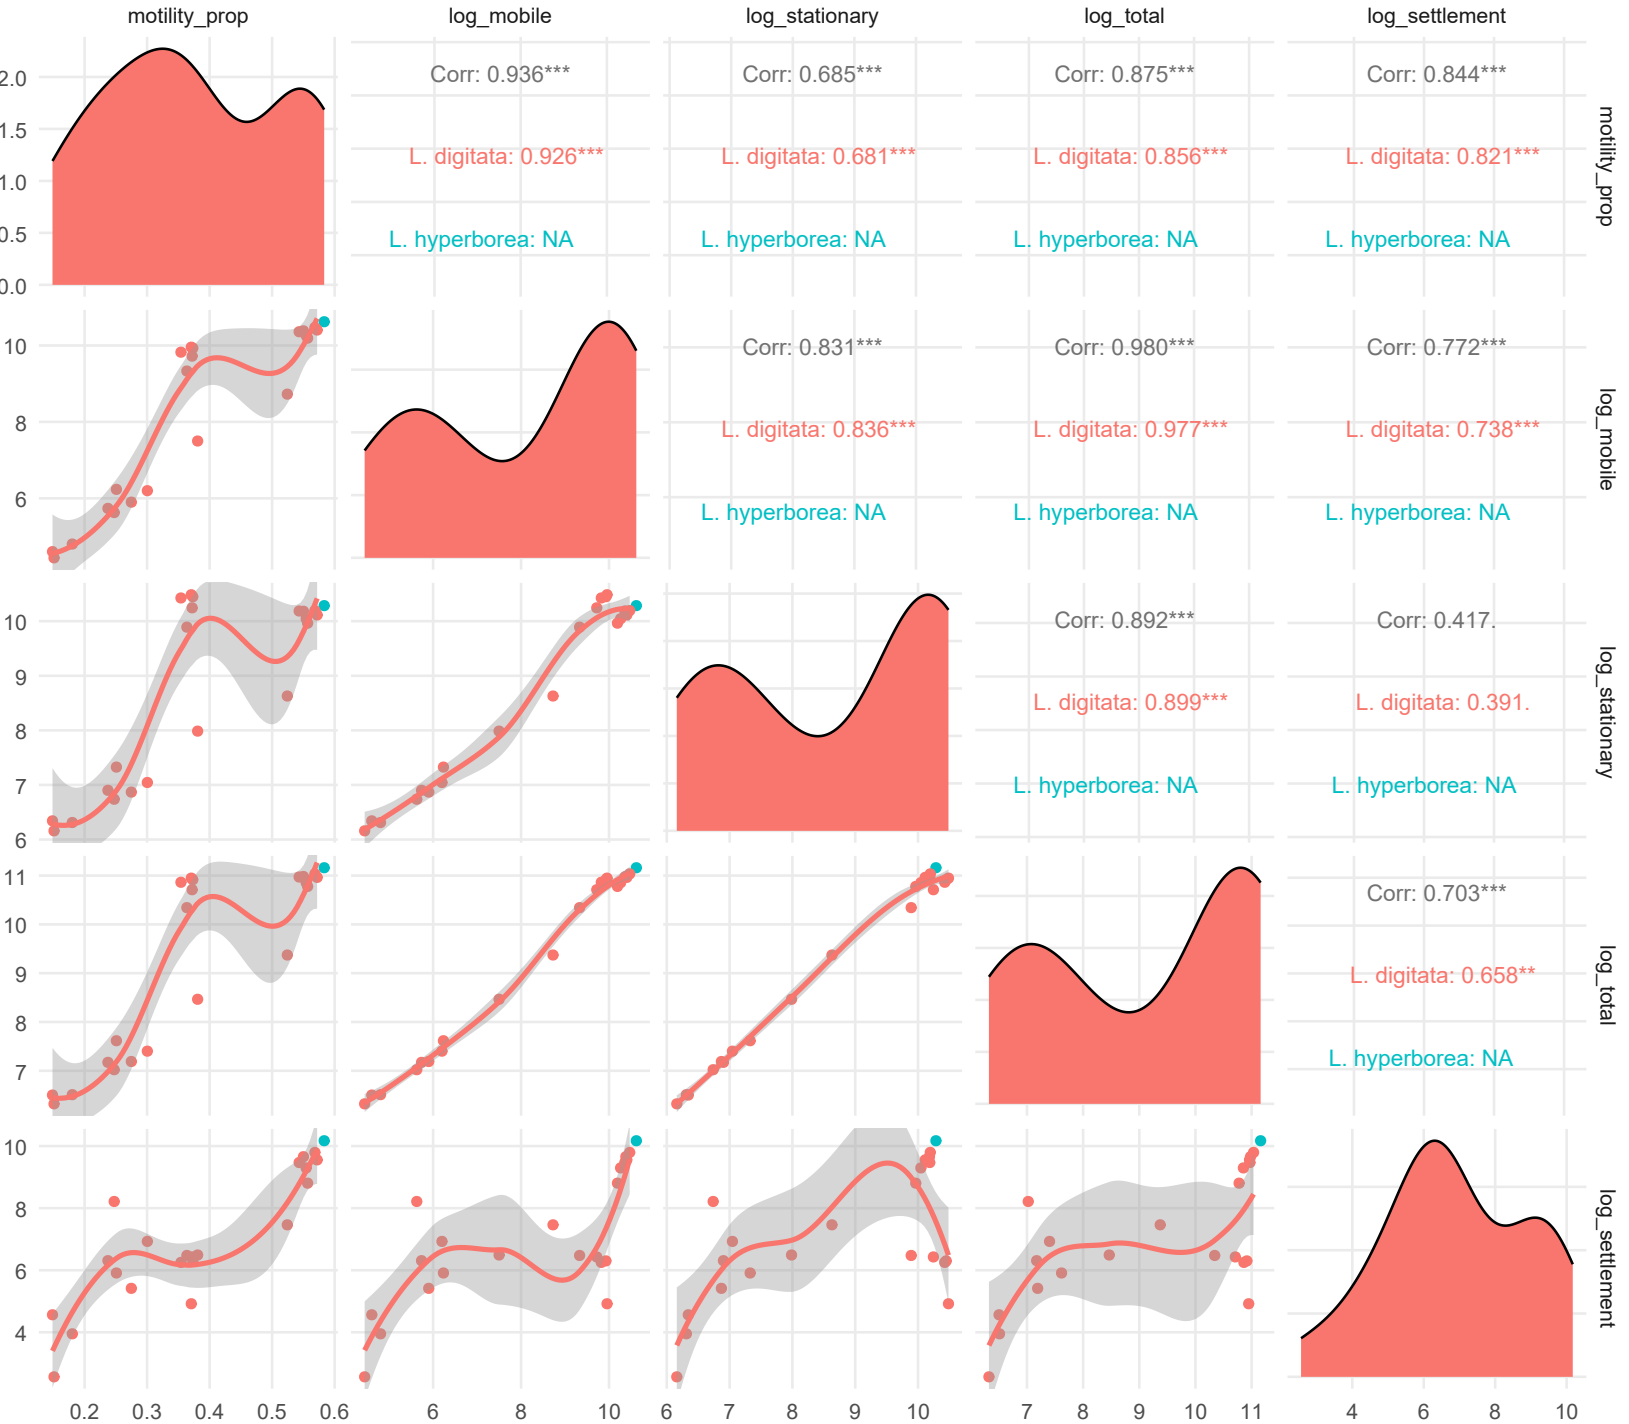 motility_prop log_mobile log_stationary log_total log_settlement
2.0
1.5
1.0
0.5
0.0
Corr: 0.936*** Corr: 0.685*** Corr: 0.875*** Corr: 0.844***
L. digitata: 0.926*** L. digitata: 0.681*** L. digitata: 0.856*** L. digitata: 0.821***
L. hyperborea: NA L. hyperborea: NA L. hyperborea: NA L. hyperborea: NA
motility_prop
10
8
6
Corr: 0.831*** Corr: 0.980*** Corr: 0.772***
L. digitata: 0.836*** L. digitata: 0.977*** L. digitata: 0.738***
L. hyperborea: NA L. hyperborea: NA L. hyperborea: NA
log_mobile
10
9
8
7
6
Corr: 0.892*** Corr: 0.417.
L. digitata: 0.899*** L. digitata: 0.391.
L. hyperborea: NA L. hyperborea: NA
log_stationary
11
10
9
8
7
Corr: 0.703***
L. digitata: 0.658**
L. hyperborea: NA
log_total
10
8
6
4
log_settlement
0.2 0.3 0.4 0.5 0.6 6 8 10 6 7 8 9 10 7 8 9 10 11 4 6 8 10